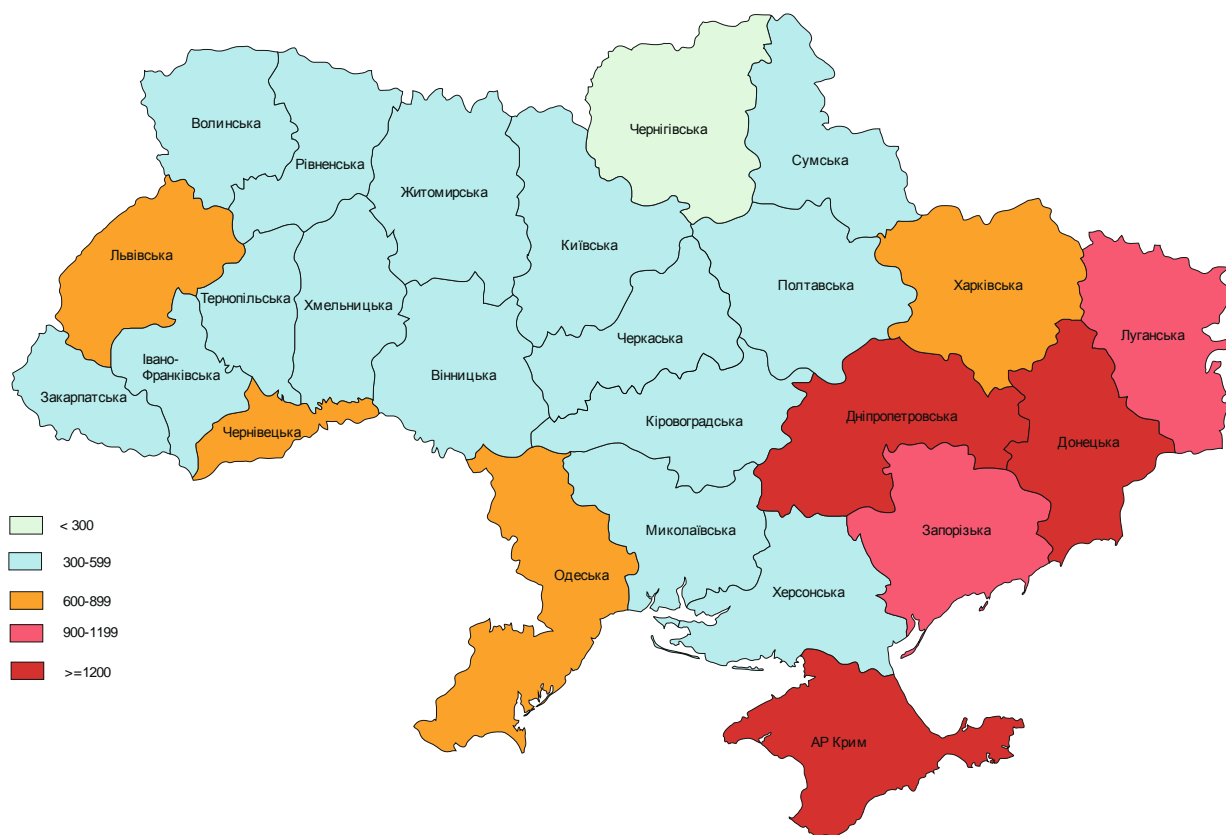 Волинська
Рівненська
Житомирська
Чернігівська
Сумська
Київська
Львівська
Тернопільська
Хмельницька
Полтавська
Харківська
Луганська
Черкаська
Івано-
Франківська
Вінницька
Закарпатська
Чернівецька
Кіровоградська
Дніпропетровська
Донецька
Миколаївська
Запорізька
Одеська
Херсонська
АР Крим
< 300
300-599
600-899
900-1199
>=1200